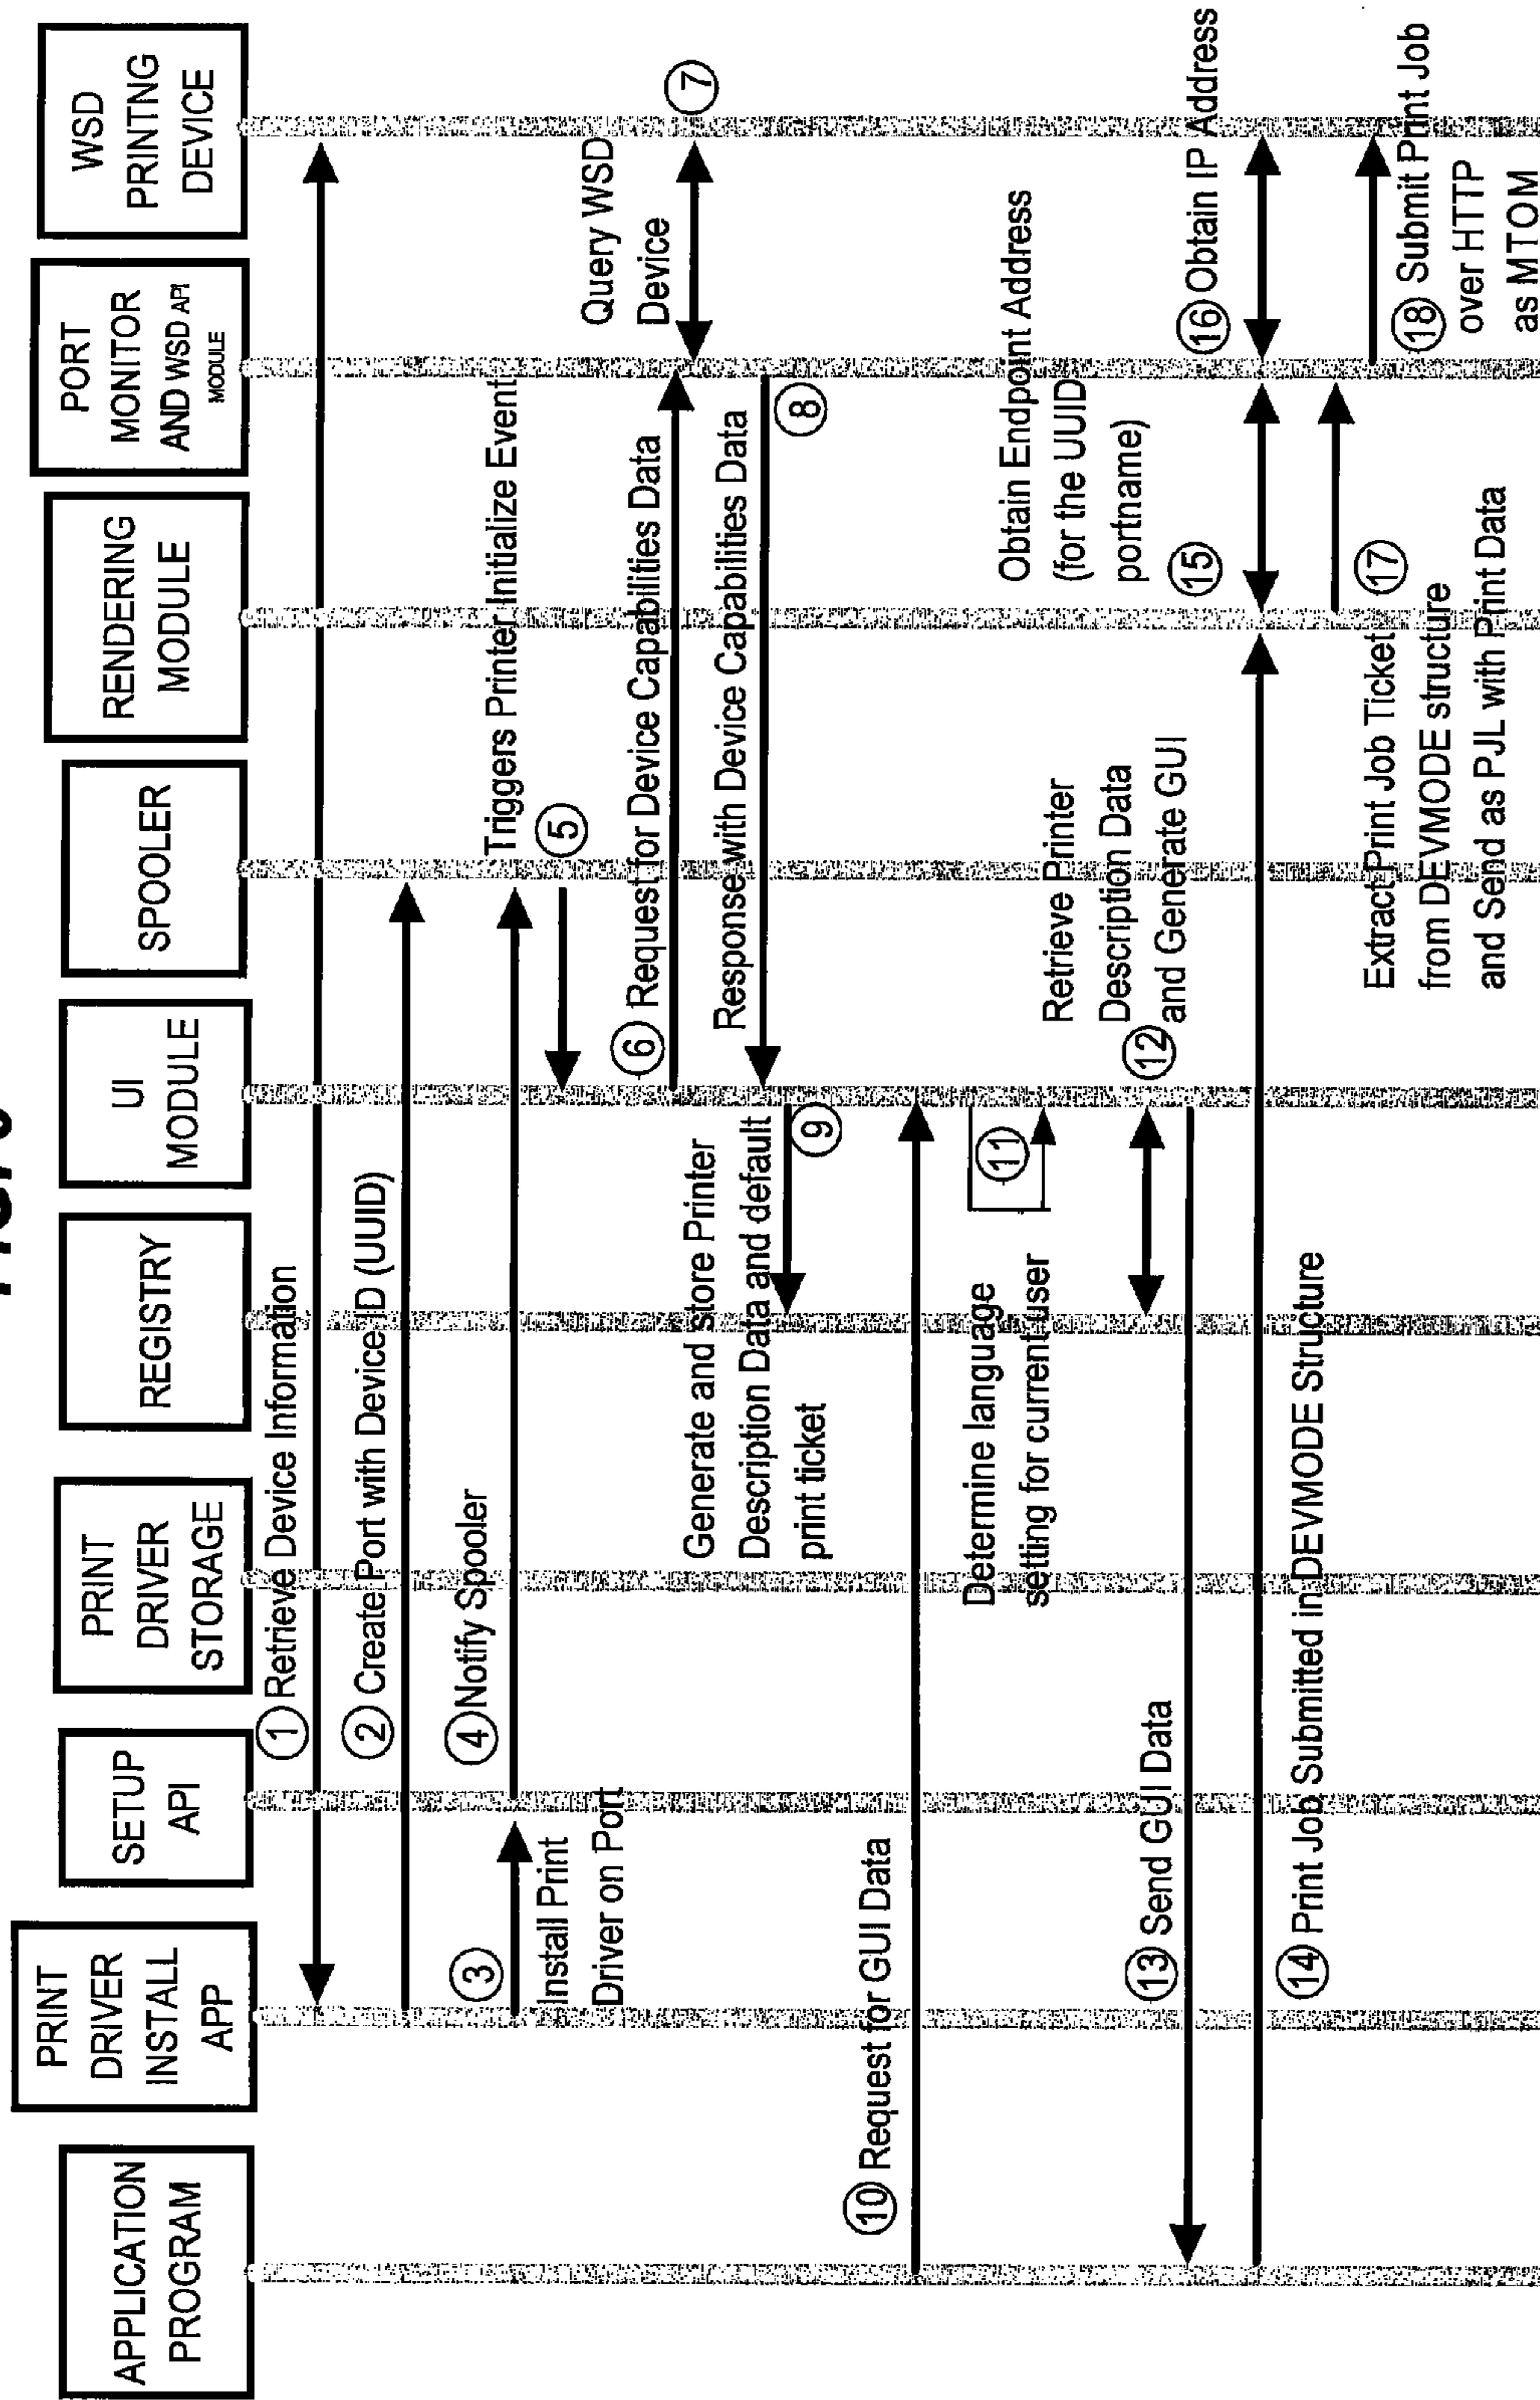 APPLICATION
PROGRAM
PRINT
DRIVER
INSTALL
APP
SETUP
API
PRINT
DRIVER
STORAGE
REGISTRY
UI
MODULE
SPOOLER
RENDERING
MODULE
PORT
MONITOR
AND WSD API
MODULE
WSD
PRINTNG
DEVICE
1 Retrieve Device Information
2 Create Port with Device ID (UUID)
3
Install Print
Driver on Port
4 Notify Spooler
Triggers Printer Initialize Event
5
6 Request for Device Capabilities Data
Query WSD
Device
7
Response with Device Capabilities Data
8
Generate and store Printer
Description Data and default
print ticket
9
10 Request for GUI Data
Determine language
setting for current user
11
Retrieve Printer
Description Data
and Generate GUI
12
13 Send GUI Data
14 Print Job Submitted in DEVMODE Structure
Obtain Endpoint Address
(for the UUID
portname)
15
16 Obtain IP Address
Extract Print Job Ticket
17
from DEVMODE structure
and Send as PJL with Print Data
18 Submit Print Job
over HTTP
as MTOM